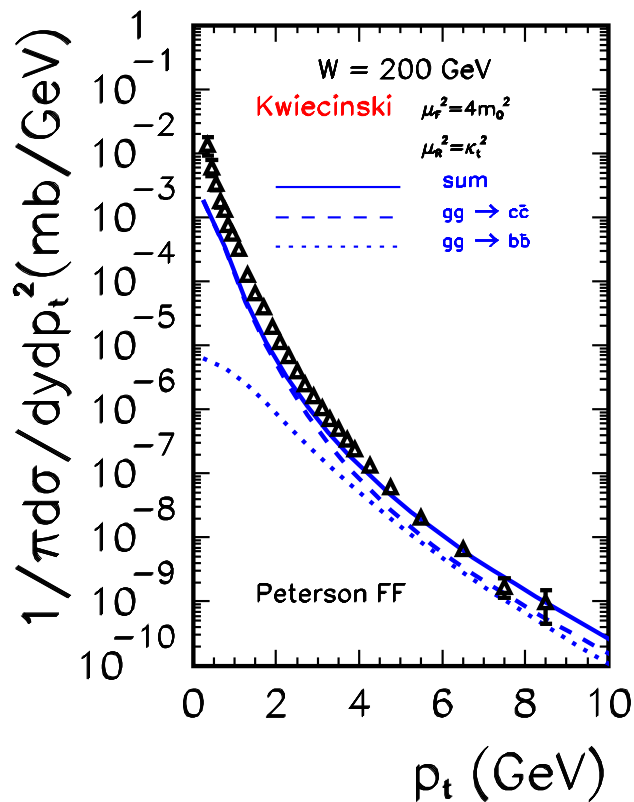 1/πdσ/dydpₜ²(mb/GeV)
1
10⁻¹
10⁻²
10⁻³
10⁻⁴
10⁻⁵
10⁻⁶
10⁻⁷
10⁻⁸
10⁻⁹
10⁻¹⁰
W = 200 GeV
Kwiecinski μ_F²=4m₀²
μ_R²=κₜ²
sum
gg → cc̄
gg → bb̄
Peterson FF
0 2 4 6 8 10
pₜ (GeV)